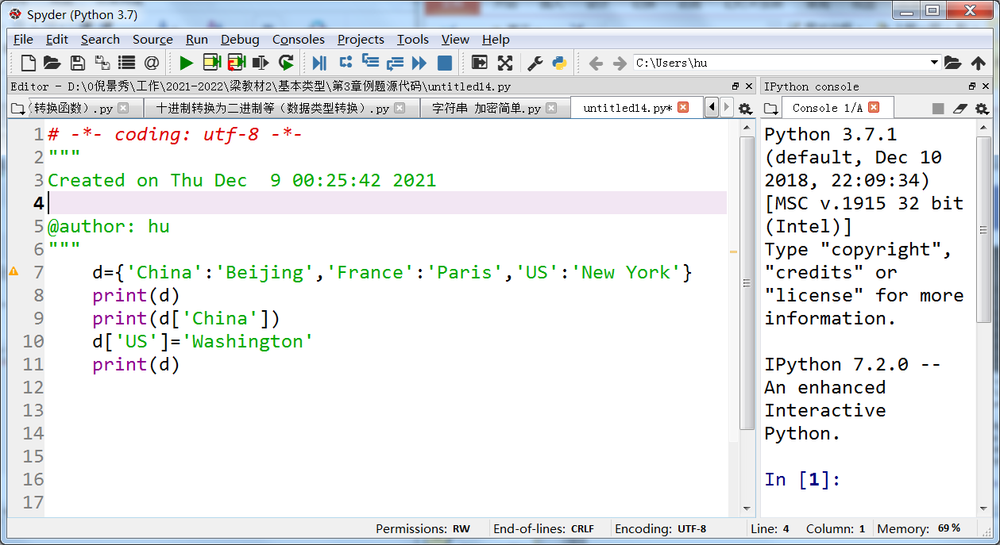 Spyder (Python 3.7)
File Edit Search Source Run Debug Consoles Projects Tools View Help
C:\Users\hu
Editor - D:\0倪景秀\工作\2021-2022\梁教材2\基本类型\第3章例题源代码\untitled14.py
(转换函数).py 十进制转换为二进制等(数据类型转换).py 字符串 加密简单.py untitled14.py*
1 # -*- coding: utf-8 -*-
2 """
3 Created on Thu Dec  9 00:25:42 2021
4
5 @author: hu
6 """
7 d={'China':'Beijing','France':'Paris','US':'New York'}
8 print(d)
9 print(d['China'])
10 d['US']='Washington'
11 print(d)
12
13
14
15
16
17
IPython console
Console 1/A
Python 3.7.1
(default, Dec 10
2018, 22:09:34)
[MSC v.1915 32 bit
(Intel)]
Type "copyright",
"credits" or
"license" for more
information.
IPython 7.2.0 --
An enhanced
Interactive
Python.
In [1]:
Permissions: RW End-of-lines: CRLF Encoding: UTF-8 Line: 4 Column: 1 Memory: 69 %